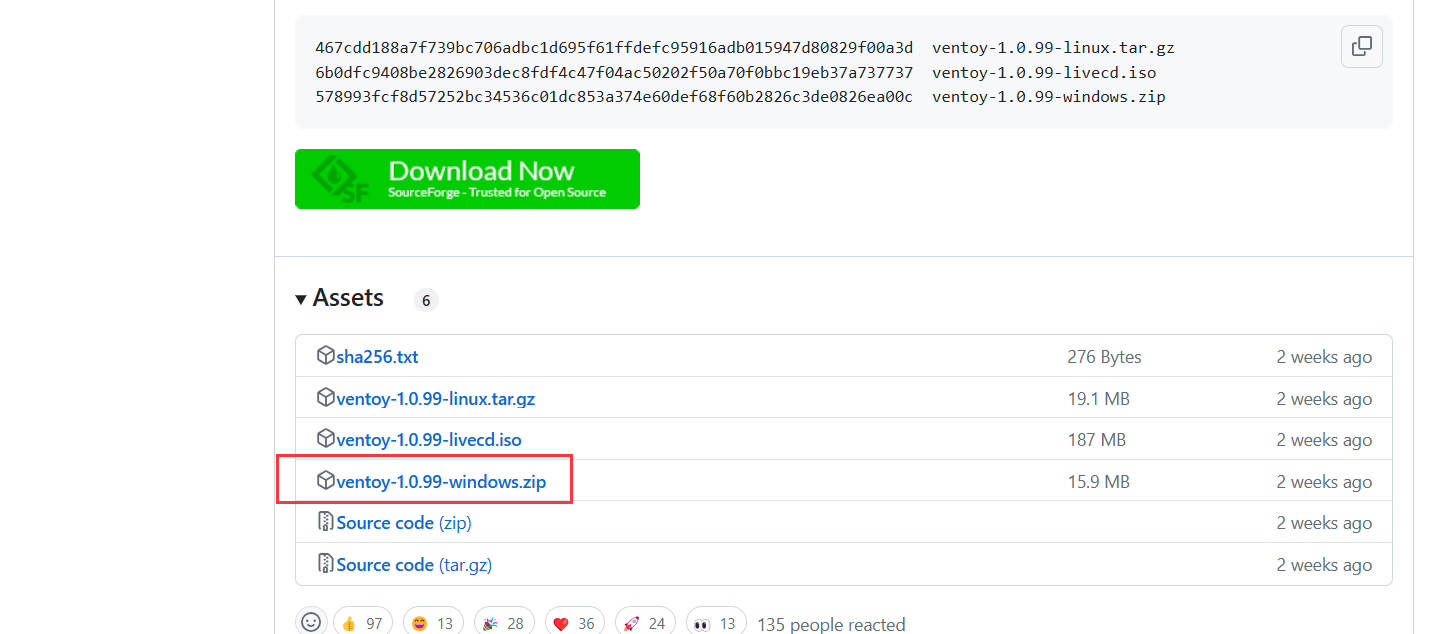 467cdd188a7f739bc706adbc1d695f61ffdefc95916adb015947d80829f00a3d  ventoy-1.0.99-linux.tar.gz
6b0dfc9408be2826903dec8fdf4c47f04ac50202f50a70f0bbc19eb37a737737  ventoy-1.0.99-livecd.iso
578993fcf8d57252bc34536c01dc853a374e60def68f60b2826c3de0826ea00c  ventoy-1.0.99-windows.zip
SF
Download Now
SourceForge - Trusted for Open Source
Assets 6
sha256.txt 276 Bytes 2 weeks ago
ventoy-1.0.99-linux.tar.gz 19.1 MB 2 weeks ago
ventoy-1.0.99-livecd.iso 187 MB 2 weeks ago
ventoy-1.0.99-windows.zip 15.9 MB 2 weeks ago
Source code (zip) 2 weeks ago
Source code (tar.gz) 2 weeks ago
97 13 28 36 24 13 135 people reacted